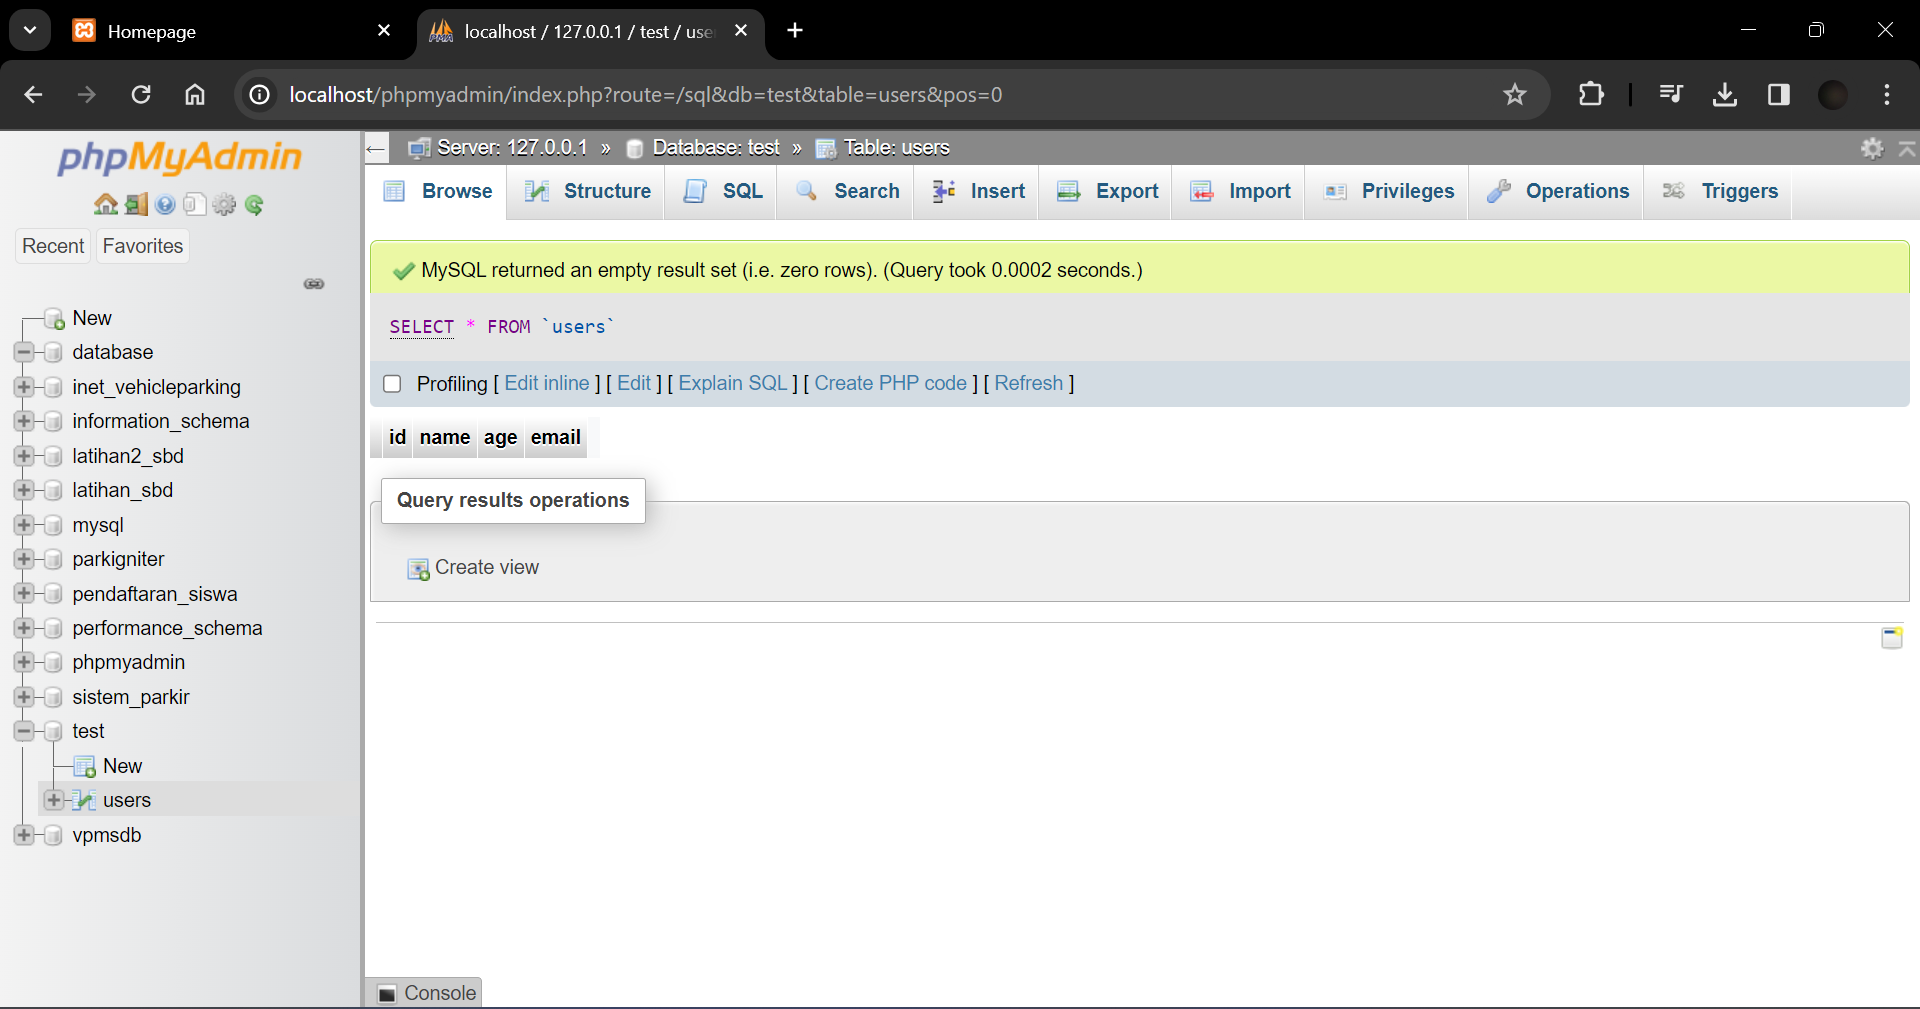 Homepage
localhost / 127.0.0.1 / test / use
localhost/phpmyadmin/index.php?route=/sql&db=test&table=users&pos=0
phpMyAdmin
Recent Favorites
New
database
inet_vehicleparking
information_schema
latihan2_sbd
latihan_sbd
mysql
parkigniter
pendaftaran_siswa
performance_schema
phpmyadmin
sistem_parkir
test
New
users
vpmsdb
Server: 127.0.0.1 » Database: test » Table: users
Browse Structure SQL Search Insert Export Import Privileges Operations Triggers
MySQL returned an empty result set (i.e. zero rows). (Query took 0.0002 seconds.)
SELECT * FROM `users`
Profiling [ Edit inline ] [ Edit ] [ Explain SQL ] [ Create PHP code ] [ Refresh ]
id name age email
Query results operations
Create view
Console